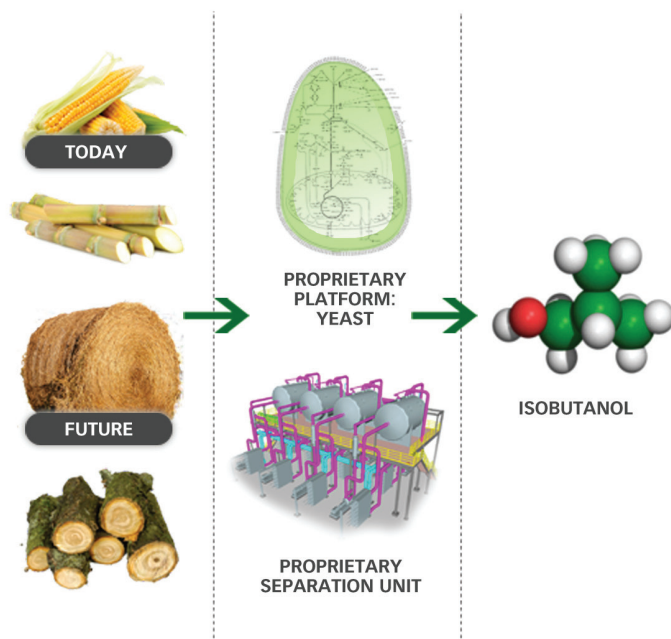 TODAY
FUTURE
PROPRIETARY
PLATFORM:
YEAST
PROPRIETARY
SEPARATION UNIT
ISOBUTANOL